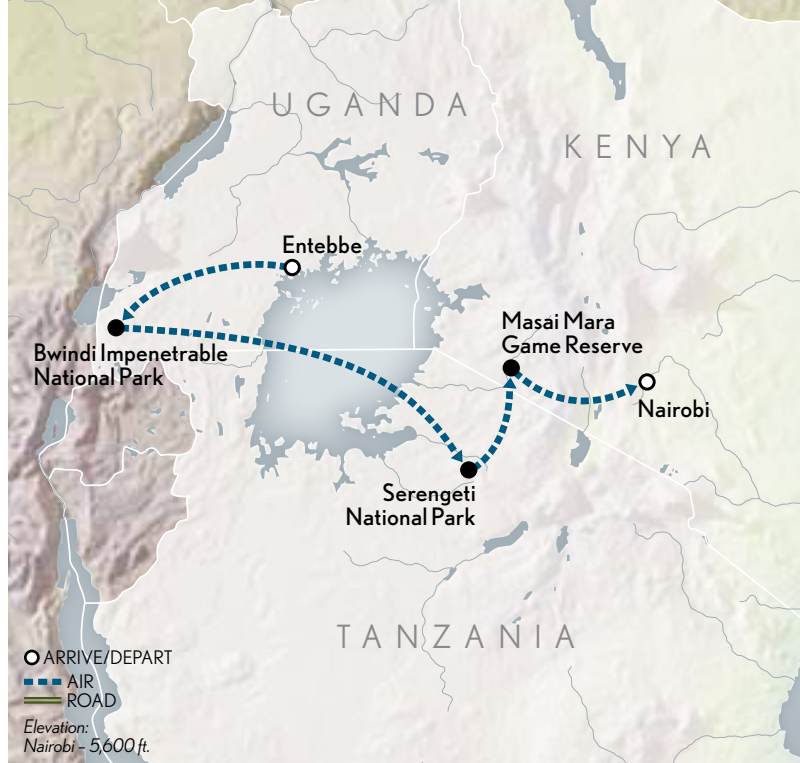 UGANDA
KENYA
Entebbe
Masai Mara
Game Reserve
Bwindi Impenetrable
National Park
Nairobi
Serengeti
National Park
TANZANIA
ARRIVE/DEPART
AIR
ROAD
Elevation:
Nairobi – 5,600 ft.